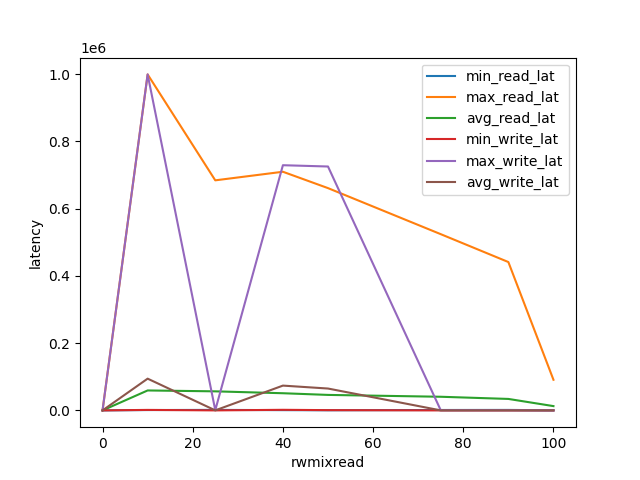 1e6
1.0
0.8
0.6
0.4
0.2
0.0
latency
0
20
40
60
80
100
rwmixread
min_read_lat
max_read_lat
avg_read_lat
min_write_lat
max_write_lat
avg_write_lat